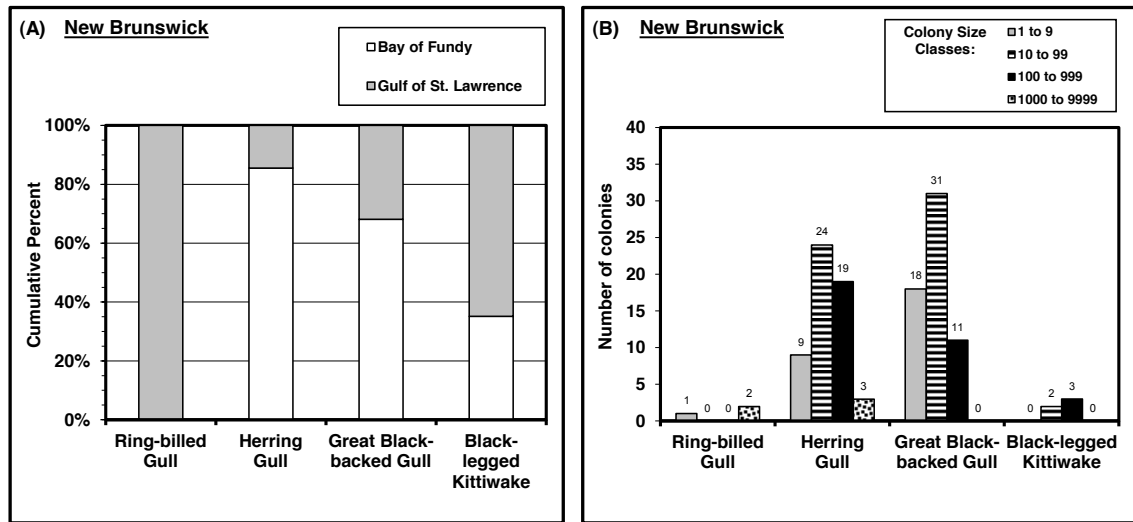 (A) New Brunswick
Bay of Fundy
Gulf of St. Lawrence
Cumulative Percent
100%
80%
60%
40%
20%
0%
Ring-billed
Gull
Herring
Gull
Great Black-
backed Gull
Black-
legged
Kittiwake
(B) New Brunswick
Colony Size
Classes:
1 to 9
10 to 99
100 to 999
1000 to 9999
Number of colonies
40
35
30
25
20
15
10
5
0
1
0
0
2
9
24
19
3
18
31
11
0
0
2
3
0
Ring-billed
Gull
Herring
Gull
Great Black-
backed Gull
Black-legged
Kittiwake